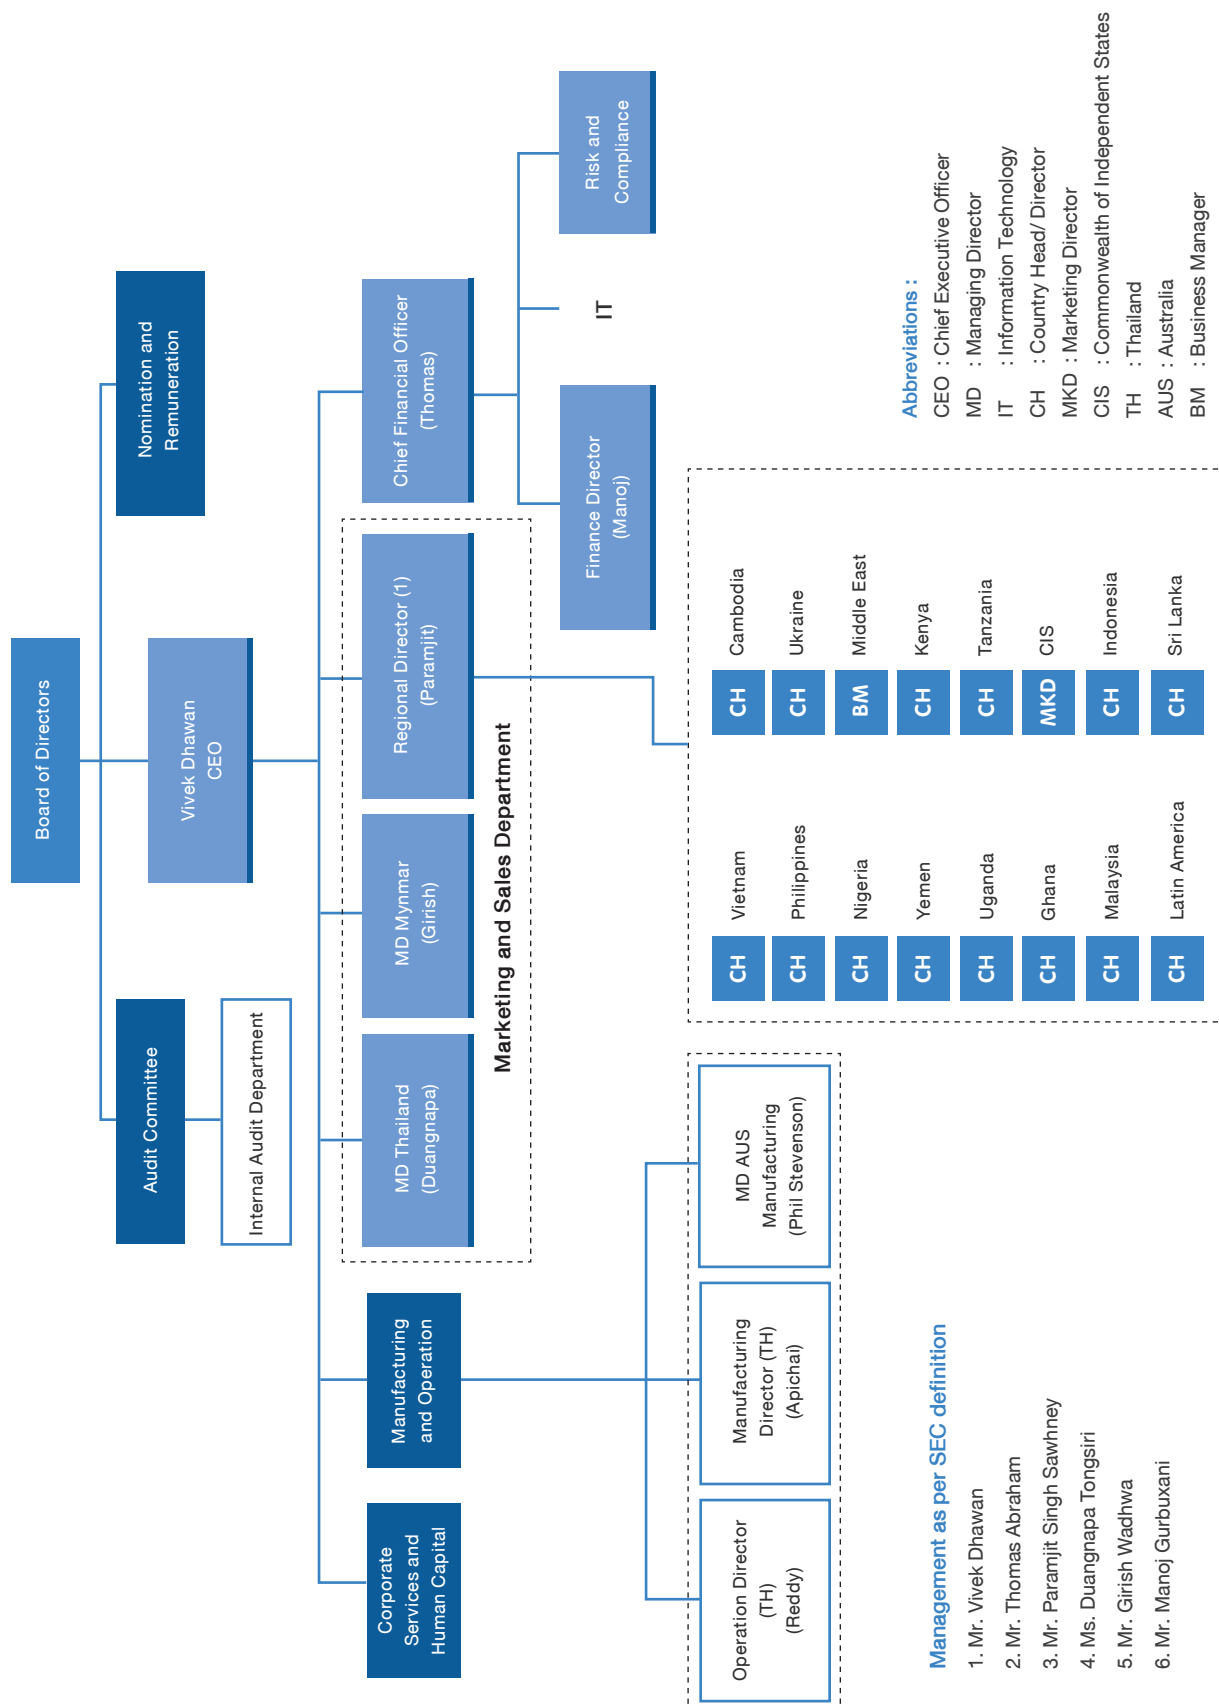 Board of Directors
Audit Committee
Nomination and
Remuneration
Vivek Dhawan
CEO
Internal Audit Department
Corporate
Services and
Human Capital
Manufacturing
and Operation
MD Thailand
(Duangnapa)
MD Mynmar
(Girish)
Regional Director (1)
(Paramjit)
Chief Financial Officer
(Thomas)
Marketing and Sales Department
Finance Director
(Manoj)
IT
Risk and
Compliance
Operation Director
(TH)
(Reddy)
Manufacturing
Director (TH)
(Apichai)
MD AUS
Manufacturing
(Phil Stevenson)
CH Vietnam
CH Cambodia
CH Philippines
CH Ukraine
CH Nigeria
BM Middle East
CH Yemen
CH Kenya
CH Uganda
CH Tanzania
CH Ghana
MKD CIS
CH Malaysia
CH Indonesia
CH Latin America
CH Sri Lanka
Management as per SEC definition
1. Mr. Vivek Dhawan
2. Mr. Thomas Abraham
3. Mr. Paramjit Singh Sawhney
4. Ms. Duangnapa Tongsiri
5. Mr. Girish Wadhwa
6. Mr. Manoj Gurbuxani
Abbreviations :
CEO : Chief Executive Officer
MD : Managing Director
IT : Information Technology
CH : Country Head/ Director
MKD : Marketing Director
CIS : Commonwealth of Independent States
TH : Thailand
AUS : Australia
BM : Business Manager